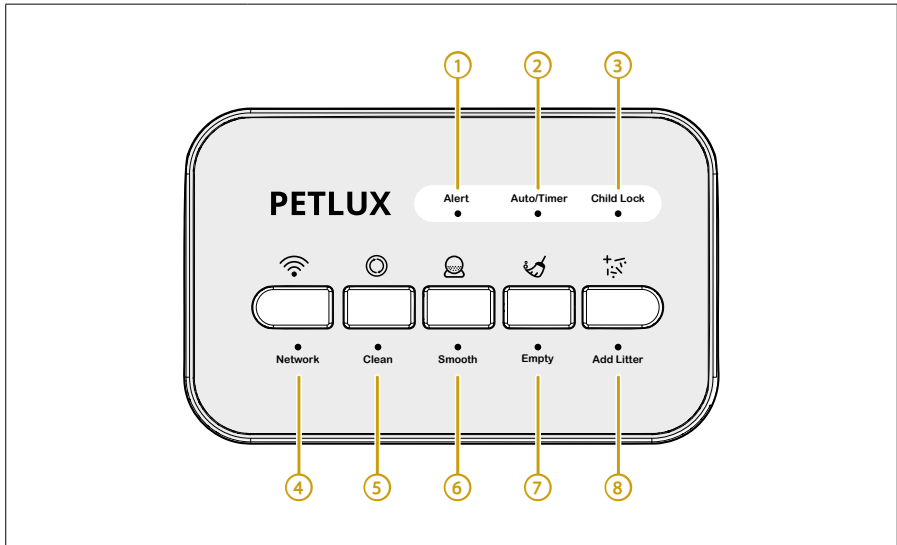 1 2 3
PETLUX
Alert Auto/Timer Child Lock
Network Clean Smooth Empty Add Litter
4 5 6 7 8